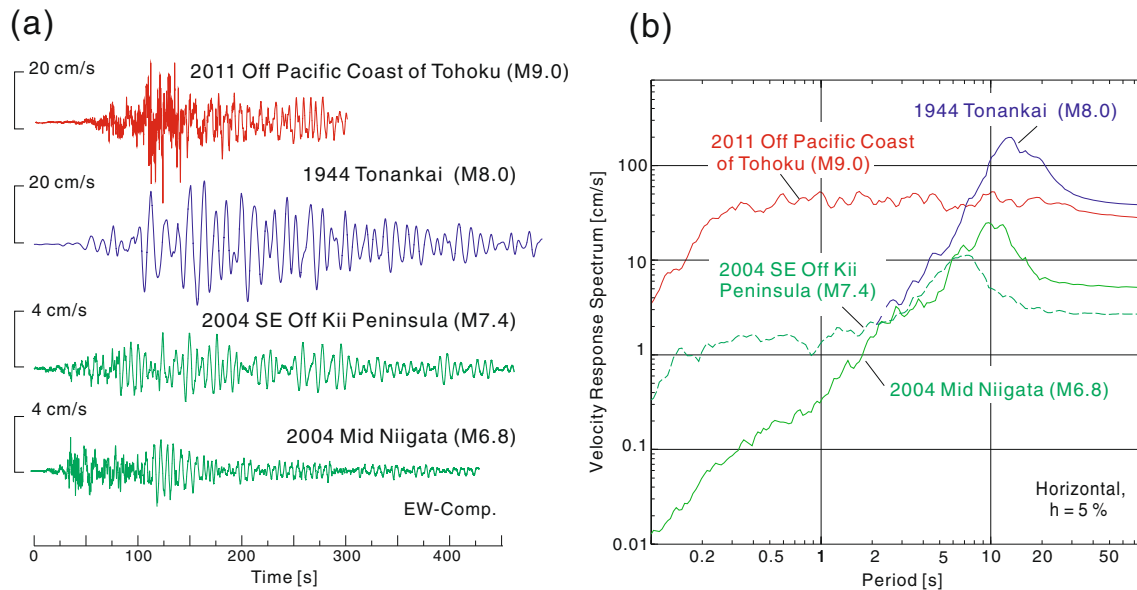 (a)
20 cm/s
2011 Off Pacific Coast of Tohoku (M9.0)
20 cm/s
1944 Tonankai (M8.0)
4 cm/s
2004 SE Off Kii Peninsula (M7.4)
4 cm/s
2004 Mid Niigata (M6.8)
EW-Comp.
0 100 200 300 400
Time [s]
(b)
Velocity Response Spectrum [cm/s]
100
10
1
0.1
0.01
1944 Tonankai (M8.0)
2011 Off Pacific Coast
of Tohoku (M9.0)
2004 SE Off Kii
Peninsula (M7.4)
2004 Mid Niigata (M6.8)
Horizontal,
h = 5 %
0.2 0.5 1 2 5 10 20 50
Period [s]